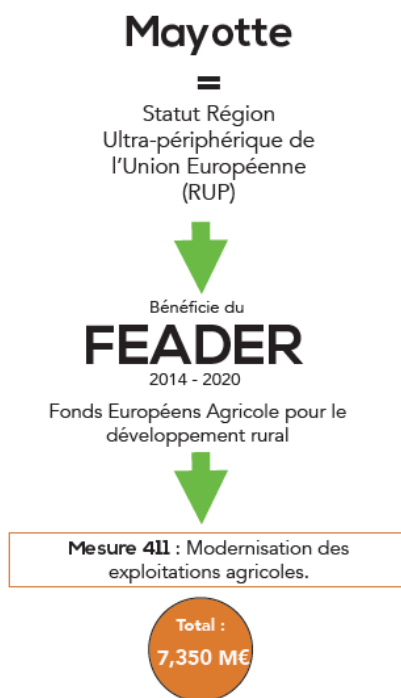 Mayotte
=
Statut Région
Ultra-périphérique de
l'Union Européenne
(RUP)
Bénéficie du
FEADER
2014 - 2020
Fonds Européens Agricole pour le
développement rural
Mesure 411 : Modernisation des
exploitations agricoles.
Total :
7,350 M€